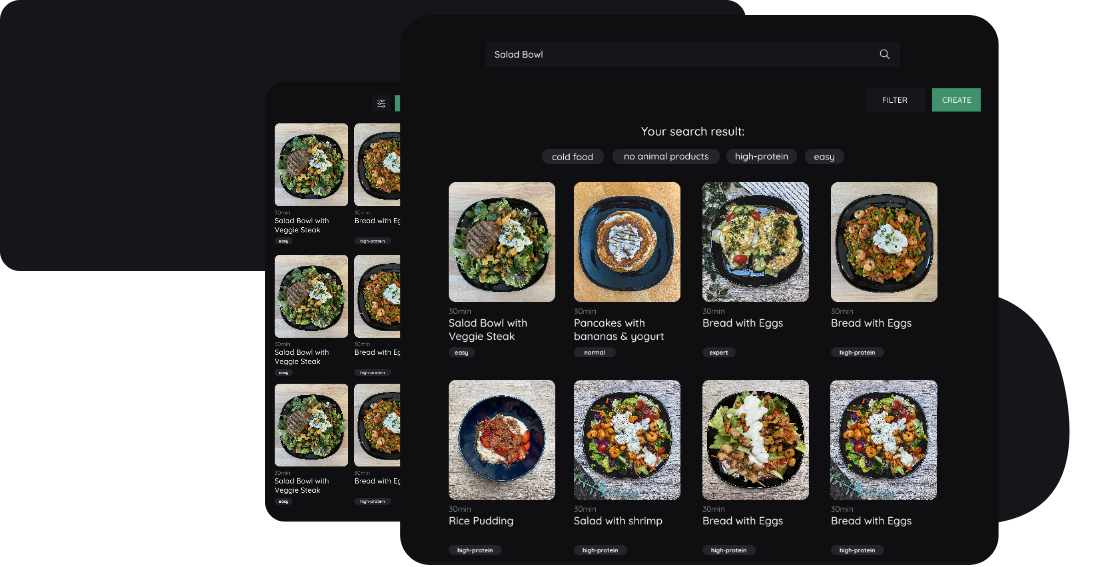 Salad Bowl
FILTER
CREATE
Your search result:
cold food
no animal products
high-protein
easy
30min
Salad Bowl with
Veggie Steak
easy
30min
Pancakes with
bananas & yogurt
normal
30min
Bread with Eggs
expert
30min
Bread with Eggs
high-protein
30min
Rice Pudding
high-protein
30min
Salad with shrimp
high-protein
30min
Bread with Eggs
high-protein
30min
Bread with Eggs
high-protein
30min
Salad Bowl with
Veggie Steak
easy
30min
Bread with Eg
high-protein
30min
Salad Bowl with
Veggie Steak
easy
30min
Bread with Eg
high-protein
30min
Salad Bowl with
Veggie Steak
easy
30min
Bread with Eg
high-protein